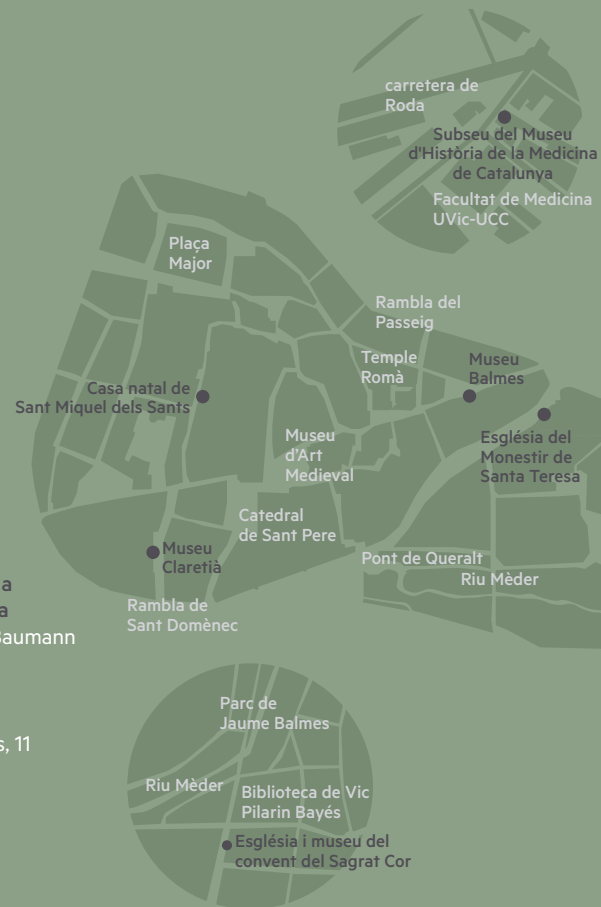 carretera de
Roda
Subseu del Museu
d'Història de la Medicina
de Catalunya
Facultat de Medicina
UVic-UCC
Plaça
Major
Rambla del
Passeig
Temple
Romà
Museu
Balmes
Casa natal de
Sant Miquel dels Sants
Església del
Monestir de
Santa Teresa
Museu
d'Art
Medieval
Catedral
de Sant Pere
Museu
Claretià
Pont de Queralt
Riu Mèder
a
a
Baumann
Rambla de
Sant Domènec
s, 11
Parc de
Jaume Balmes
Riu Mèder
Biblioteca de Vic
Pilarin Bayés
Església i museu del
convent del Sagrat Cor